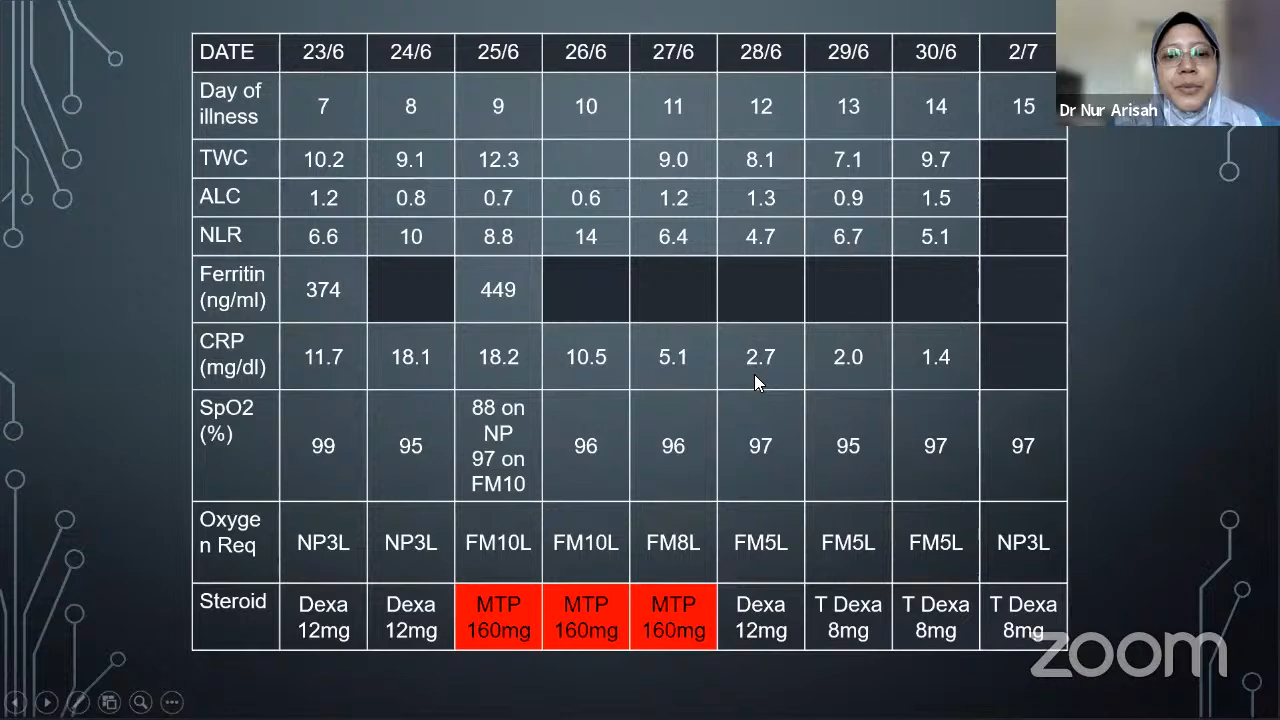 DATE 23/6 24/6 25/6 26/6 27/6 28/6 29/6 30/6 2/7
Day of illness 7 8 9 10 11 12 13 14 15
TWC 10.2 9.1 12.3 9.0 8.1 7.1 9.7
ALC 1.2 0.8 0.7 0.6 1.2 1.3 0.9 1.5
NLR 6.6 10 8.8 14 6.4 4.7 6.7 5.1
Ferritin (ng/ml) 374 449
CRP (mg/dl) 11.7 18.1 18.2 10.5 5.1 2.7 2.0 1.4
SpO2 (%) 99 95 88 on NP 97 on FM10 96 96 97 95 97 97
Oxygen Req NP3L NP3L FM10L FM10L FM8L FM5L FM5L FM5L NP3L
Steroid Dexa 12mg Dexa 12mg MTP 160mg MTP 160mg MTP 160mg Dexa 12mg T Dexa 8mg T Dexa 8mg T Dexa 8mg
Dr Nur Arisah
zoom